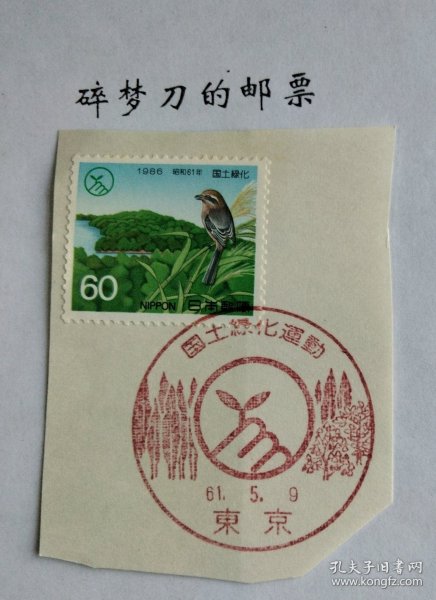 碎梦刀的邮票
1986 昭和61年 国土緑化
60
NIPPON 日本郵便
国土緑化運動
61. 5. 9
東京
孔夫子旧书网
www.kongfz.com